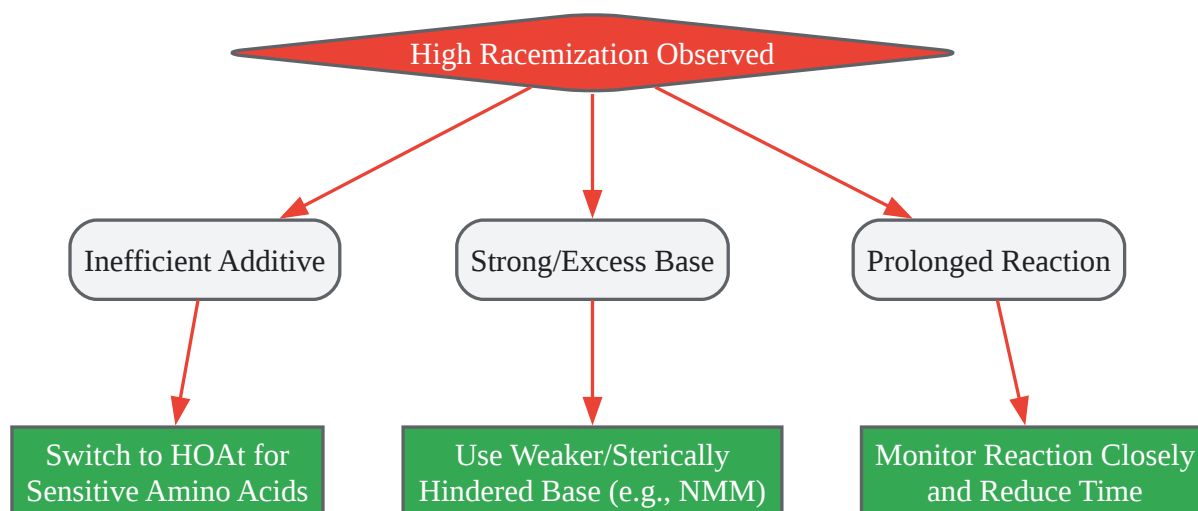 High Racemization Observed
Inefficient Additive
Strong/Excess Base
Prolonged Reaction
Switch to HOAt for
Sensitive Amino Acids
Use Weaker/Sterically
Hindered Base (e.g., NMM)
Monitor Reaction Closely
and Reduce Time